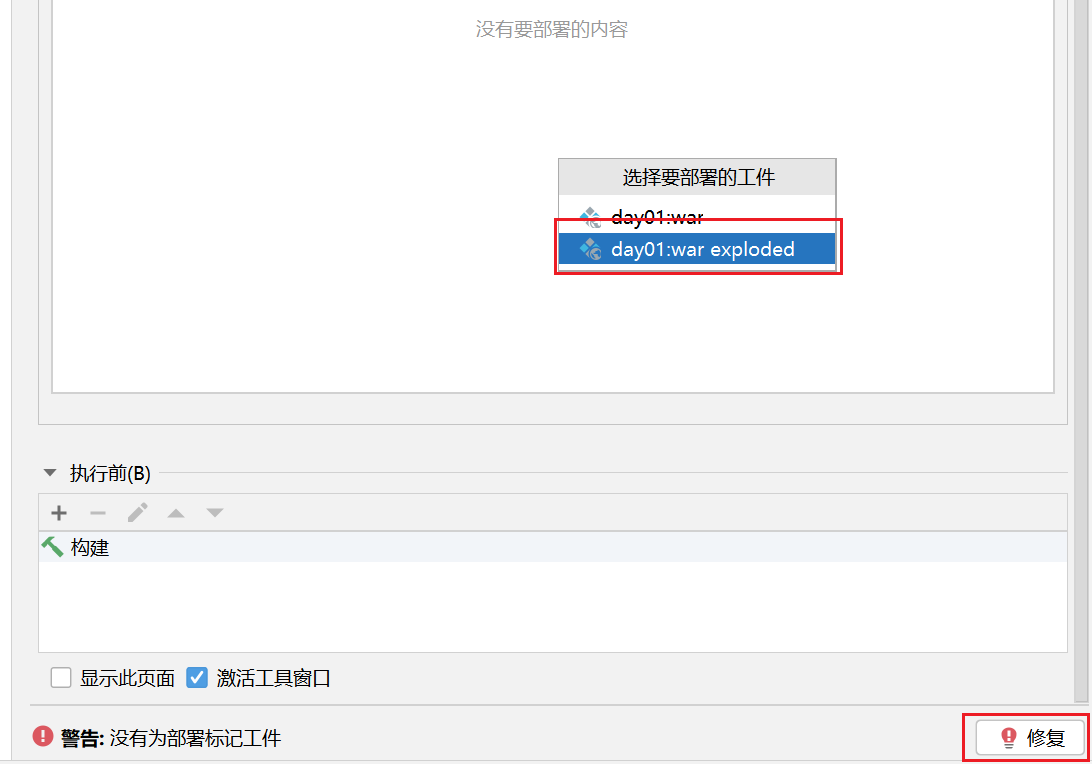 没有要部署的内容
选择要部署的工件
day01:war
day01:war exploded
执行前(B)
构建
显示此页面 激活工具窗口
警告: 没有为部署标记工件
修复